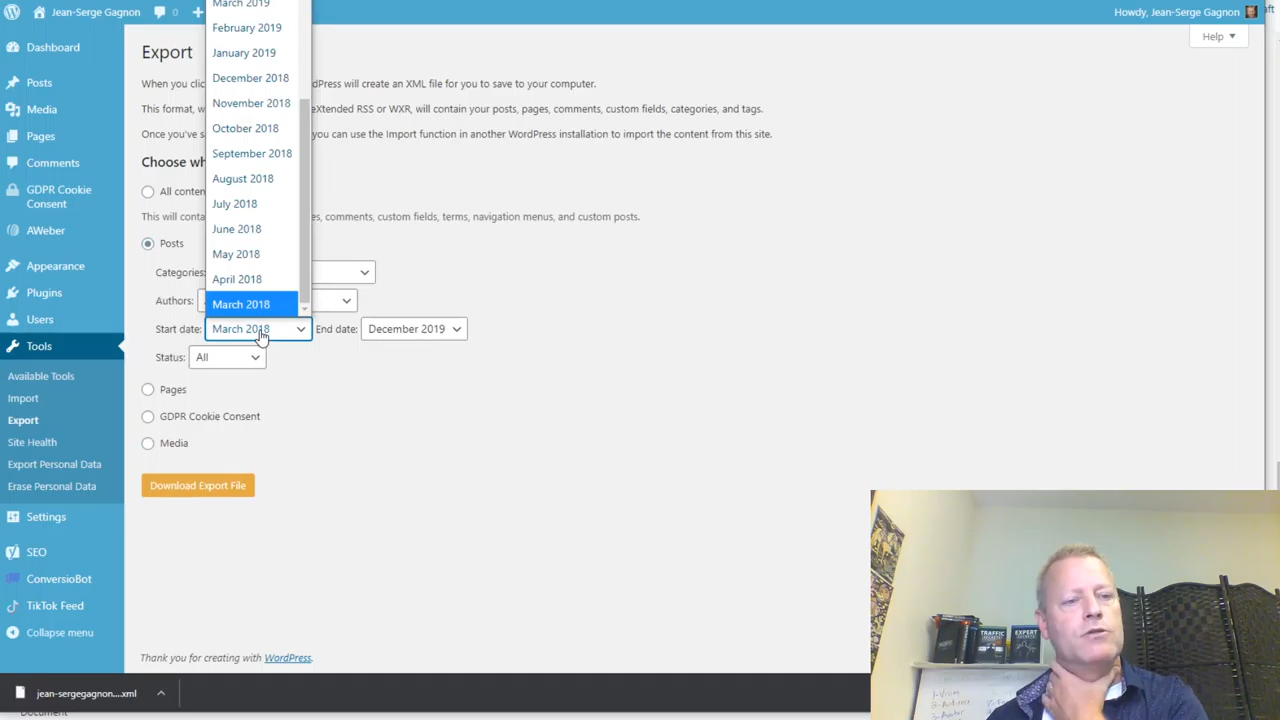 Jean-Serge Gagnon
0
Howdy, Jean-Serge Gagnon
Help
Dashboard
Posts
Media
Pages
Comments
GDPR Cookie
Consent
AWeber
Appearance
Plugins
Users
Tools
Available Tools
Import
Export
Site Health
Export Personal Data
Erase Personal Data
Settings
SEO
ConversioBot
TikTok Feed
Collapse menu
Export
When you clic
dPress will create an XML file for you to save to your computer.
This format, w
eXtended RSS or WXR, will contain your posts, pages, comments, custom fields, categories, and tags.
Once you've s
you can use the Import function in another WordPress installation to import the content from this site.
Choose wh
All conten
This will conta
es, comments, custom fields, terms, navigation menus, and custom posts.
Posts
Categories:
Authors:
March 2019
February 2019
January 2019
December 2018
November 2018
October 2018
September 2018
August 2018
July 2018
June 2018
May 2018
April 2018
March 2018
Start date: March 2018 End date: December 2019
Status: All
Pages
GDPR Cookie Consent
Media
Download Export File
Thank you for creating with WordPress.
jean-sergegagnon....xml
Document
TRAFFIC
SECRETS
EXPERT
SECRETS